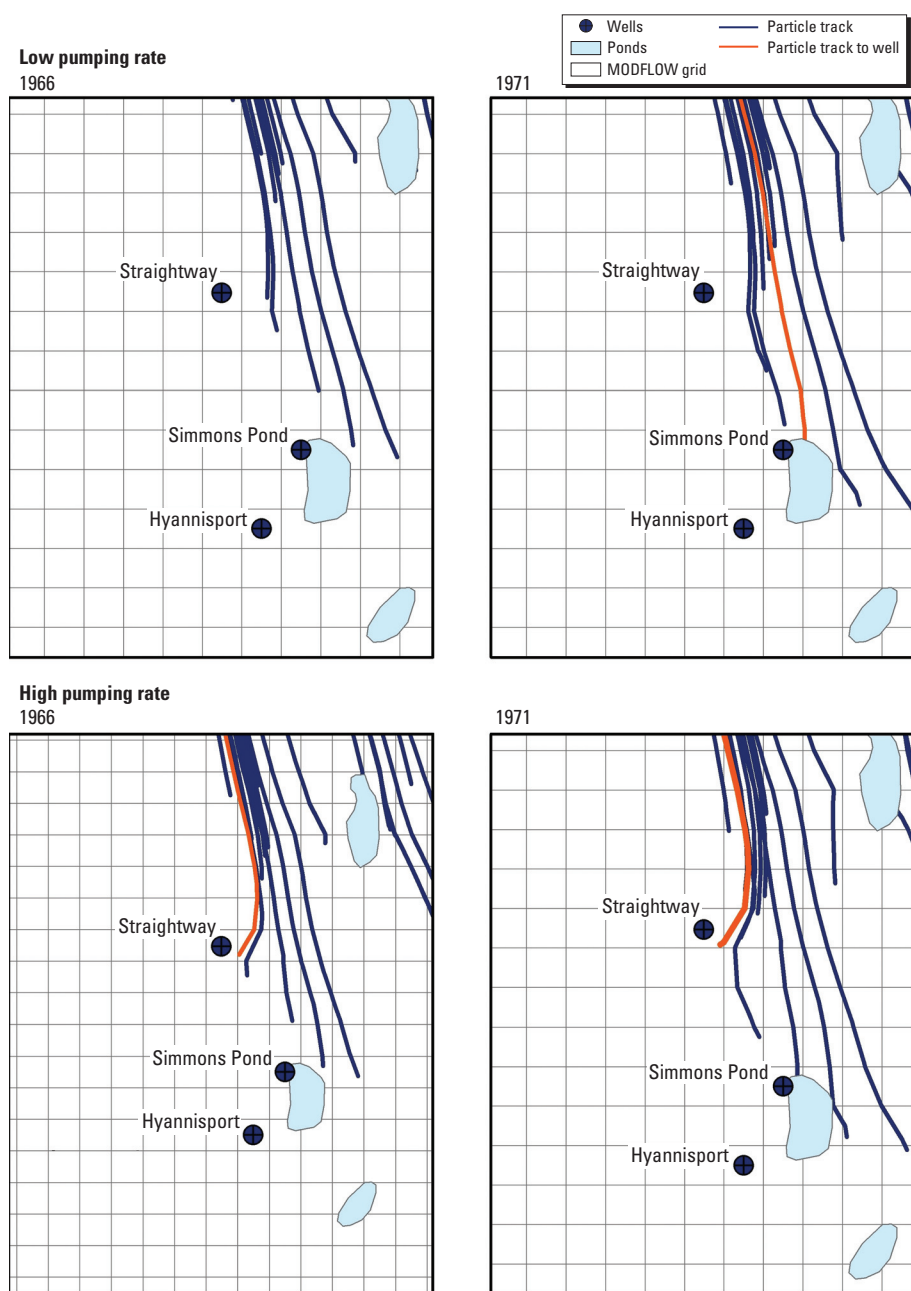 Wells
Particle track
Ponds
Particle track to well
MODFLOW grid
Low pumping rate
1966
1971
Straightway
Straightway
Simmons Pond
Simmons Pond
Hyannisport
Hyannisport
High pumping rate
1966
1971
Straightway
Straightway
Simmons Pond
Simmons Pond
Hyannisport
Hyannisport